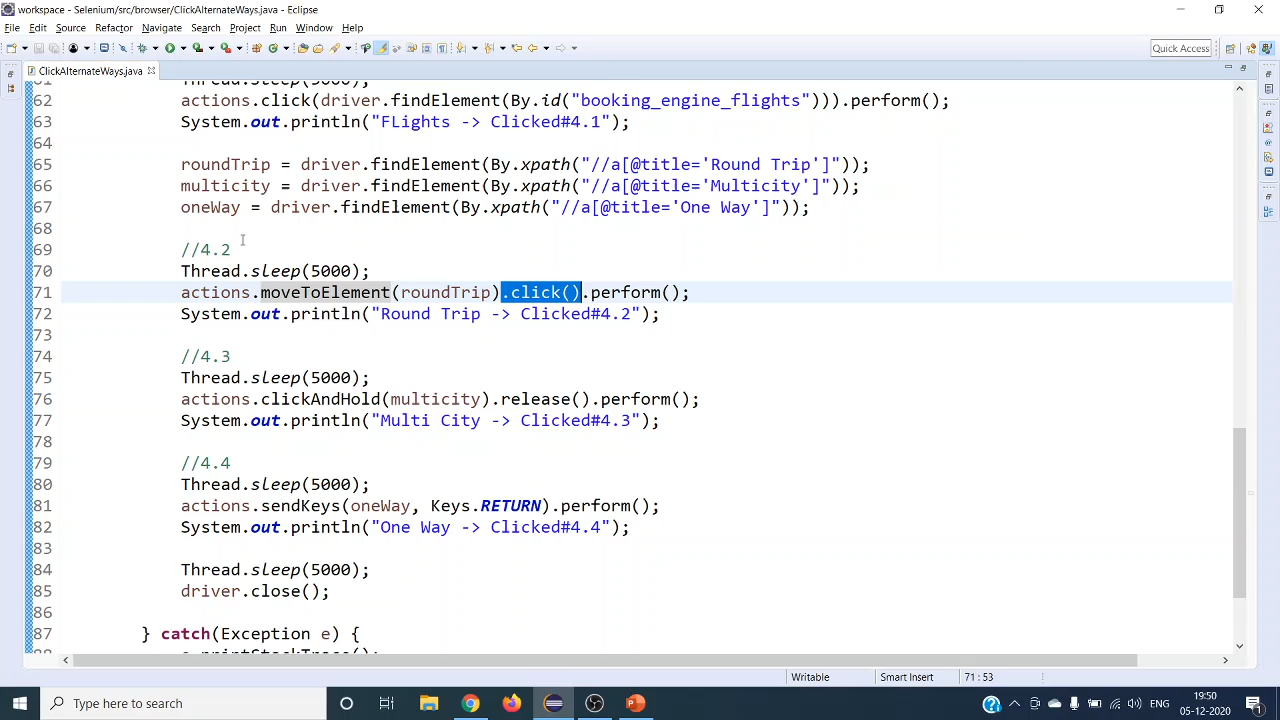 workspace - Selenium/src/browser/ClickAlternateWays.java - Eclipse
File Edit Source Refactor Navigate Search Project Run Window Help
Quick Access
ClickAlternateWays.java
61 Thread.sleep(5000);
62 actions.click(driver.findElement(By.id("booking_engine_flights"))).perform();
63 System.out.println("FLights -> Clicked#4.1");
64
65 roundTrip = driver.findElement(By.xpath("//a[@title='Round Trip']"));
66 multicity = driver.findElement(By.xpath("//a[@title='Multicity']"));
67 oneWay = driver.findElement(By.xpath("//a[@title='One Way']"));
68
69 //4.2
70 Thread.sleep(5000);
71 actions.moveToElement(roundTrip).click().perform();
72 System.out.println("Round Trip -> Clicked#4.2");
73
74 //4.3
75 Thread.sleep(5000);
76 actions.clickAndHold(multicity).release().perform();
77 System.out.println("Multi City -> Clicked#4.3");
78
79 //4.4
80 Thread.sleep(5000);
81 actions.sendKeys(oneWay, Keys.RETURN).perform();
82 System.out.println("One Way -> Clicked#4.4");
83
84 Thread.sleep(5000);
85 driver.close();
86
87 } catch(Exception e) {
88 e.printStackTrace();
Writable Smart Insert 71 : 53
Type here to search
ENG
19:50
05-12-2020
1